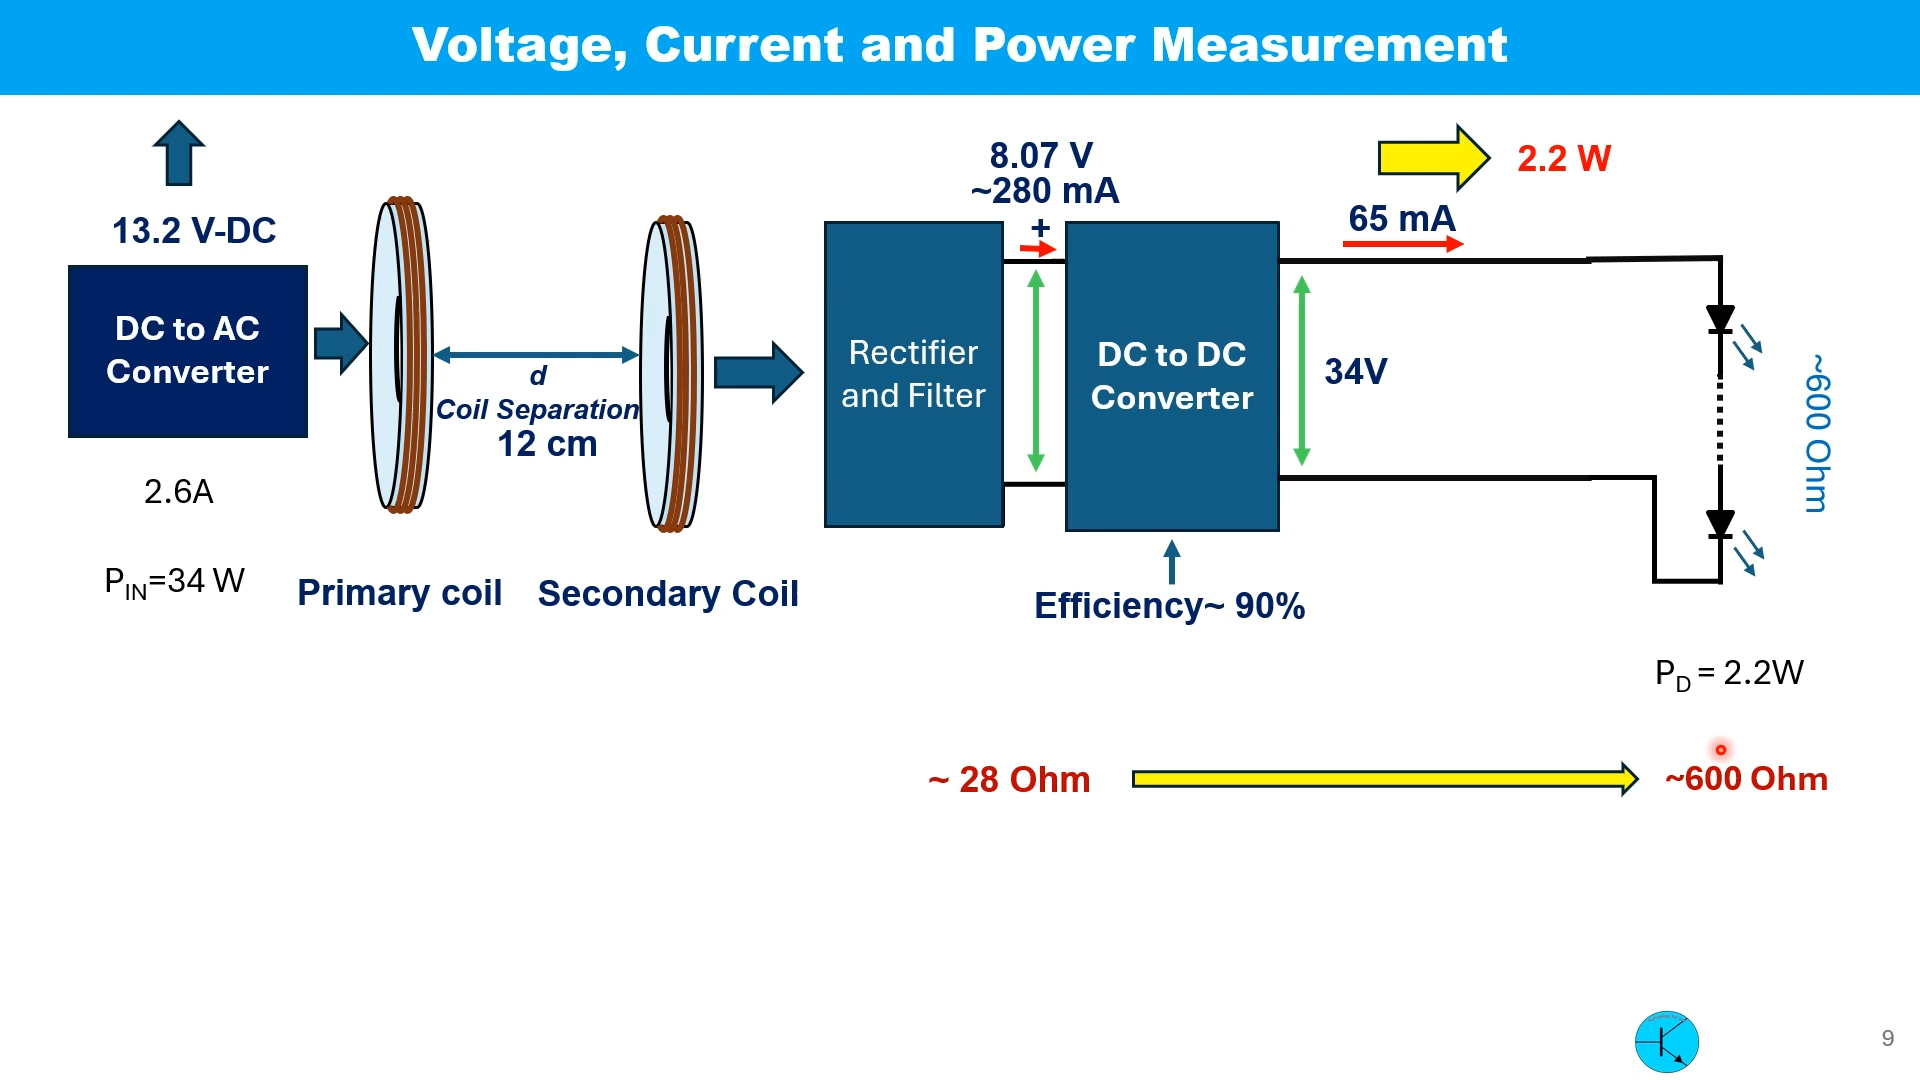 Voltage, Current and Power Measurement
13.2 V-DC
DC to AC
Converter
2.6A
PIN=34 W
d
Coil Separation
12 cm
Primary coil
Secondary Coil
Rectifier
and Filter
8.07 V
~280 mA
+
DC to DC
Converter
Efficiency~ 90%
2.2 W
65 mA
34V
~600 Ohm
PD = 2.2W
~ 28 Ohm
~600 Ohm
9